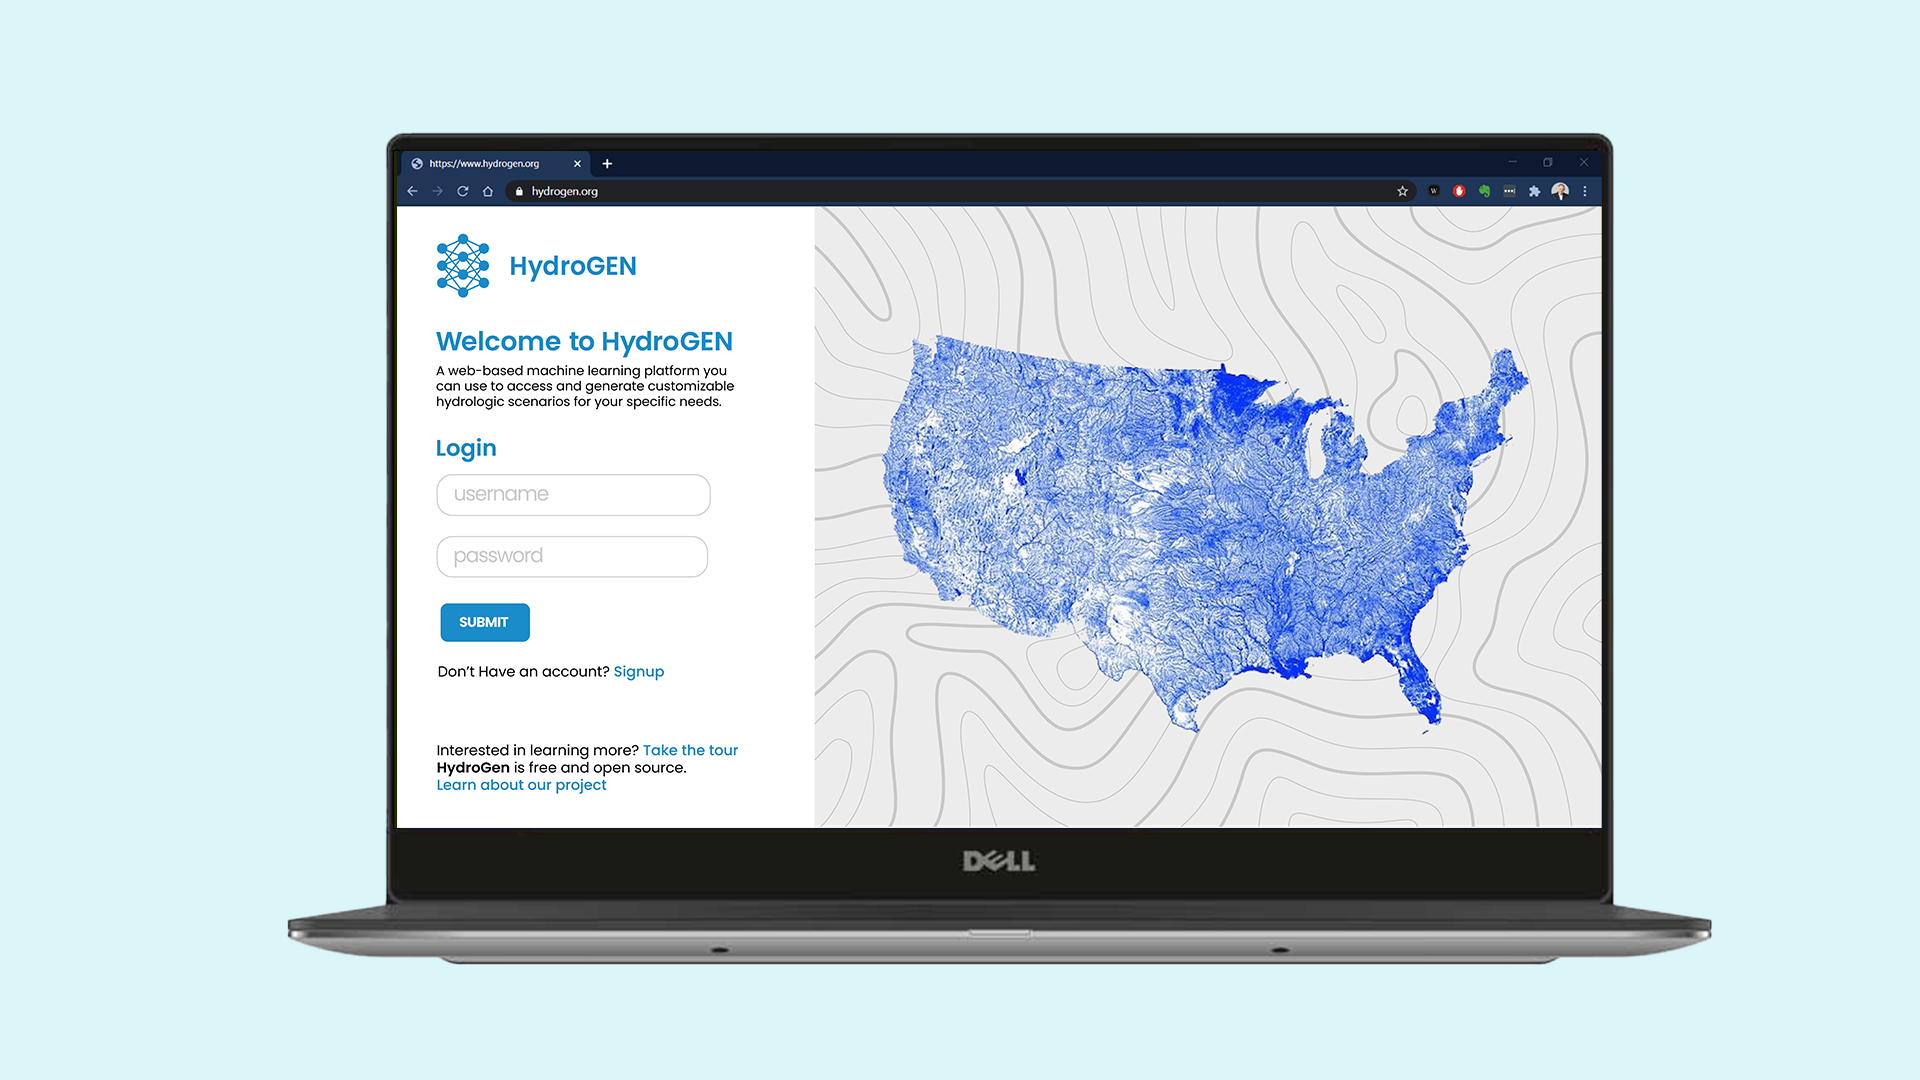 https://www.hydrogen.org
hydrogen.org
HydroGEN
Welcome to HydroGEN
A web-based machine learning platform you
can use to access and generate customizable
hydrologic scenarios for your specific needs.
Login
username
password
SUBMIT
Don't Have an account? Signup
Interested in learning more? Take the tour
HydroGen is free and open source.
Learn about our project
DELL